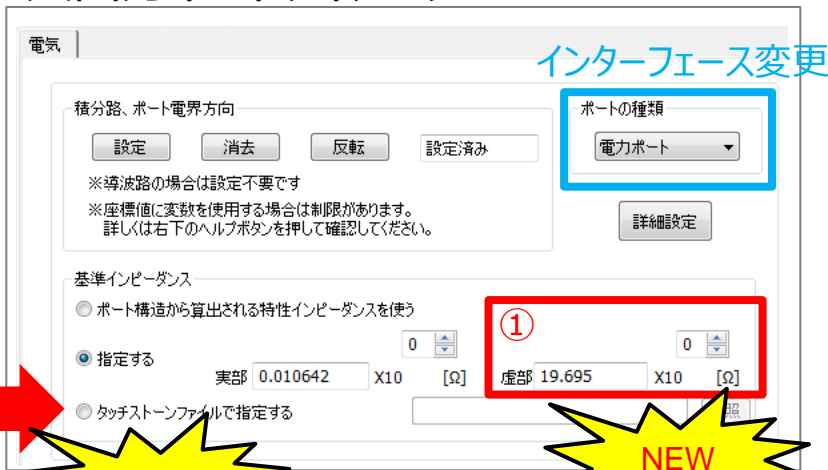 電気
インターフェース変更
積分路、ポート電界方向
設定 消去 反転 設定済み
※導波路の場合は設定不要です
※座標値に変数を使用する場合は制限があります。
詳しくは右下のヘルプボタンを押して確認してください。
ポートの種類
電力ポート
詳細設定
基準インピーダンス
ポート構造から算出される特性インピーダンスを使う
①
指定する
0 0
実部 0.010642 X10 [Ω] 虚部 19.695 X10 [Ω]
タッチストーンファイルで指定する 照
NEW